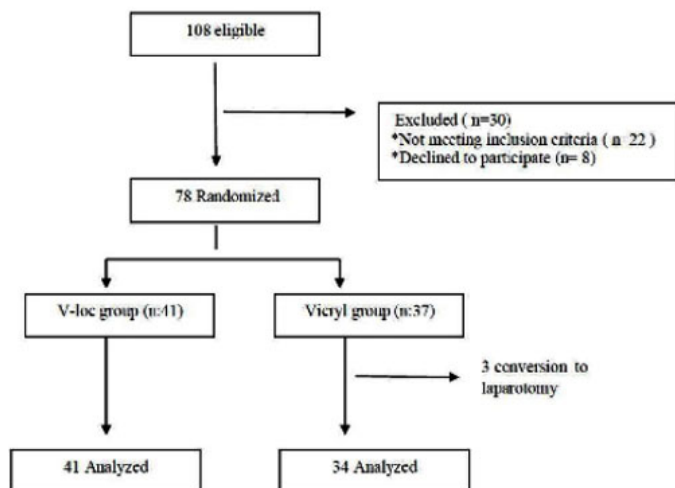 108 eligible
Excluded ( n=30)
*Not meeting inclusion criteria ( n=22 )
*Declined to participate (n= 8)
78 Randomized
V-loc group (n:41)
Vicryl group (n:37)
3 conversion to
laparotomy
41 Analyzed
34 Analyzed